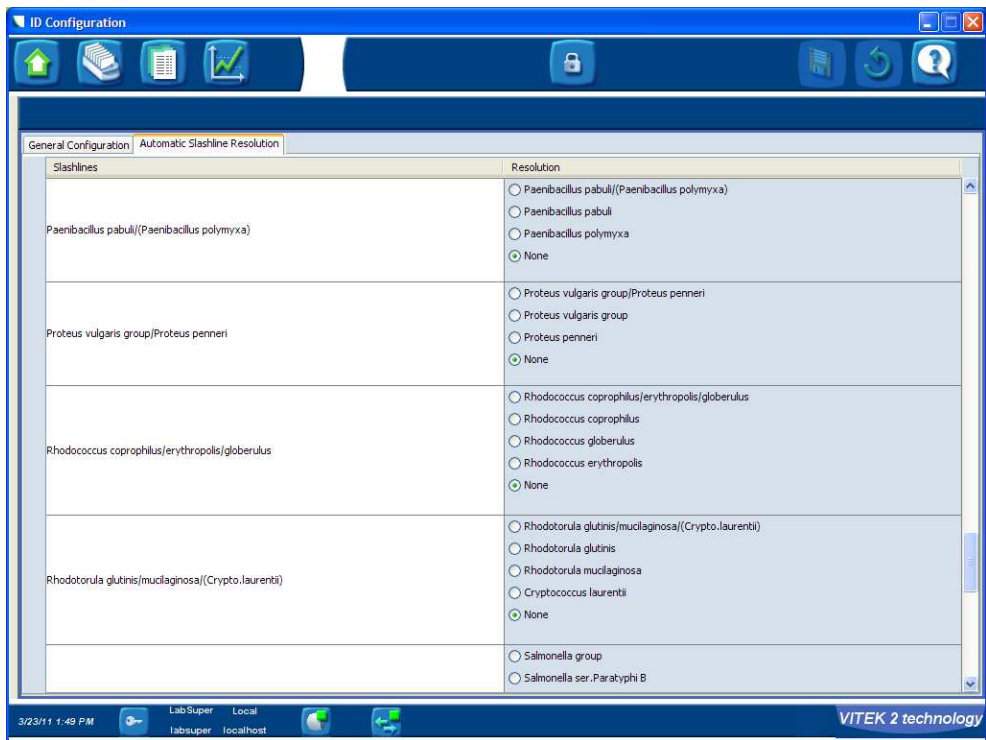 ID Configuration
General Configuration
Automatic Slashline Resolution
Slashlines
Resolution
Paenibacillus pabuli/(Paenibacillus polymyxa)
Paenibacillus pabuli/(Paenibacillus polymyxa)
Paenibacillus pabuli
Paenibacillus polymyxa
None
Proteus vulgaris group/Proteus penneri
Proteus vulgaris group/Proteus penneri
Proteus vulgaris group
Proteus penneri
None
Rhodococcus coprophilus/erythropolis/globerulus
Rhodococcus coprophilus/erythropolis/globerulus
Rhodococcus coprophilus
Rhodococcus globerulus
Rhodococcus erythropolis
None
Rhodotorula glutinis/mucilaginosa/(Crypto.laurentii)
Rhodotorula glutinis/mucilaginosa/(Crypto.laurentii)
Rhodotorula glutinis
Rhodotorula mucilaginosa
Cryptococcus laurentii
None
Salmonella group
Salmonella ser.Paratyphi B
3/23/11 1:49 PM
LabSuper Local
labsuper localhost
VITEK 2 technology